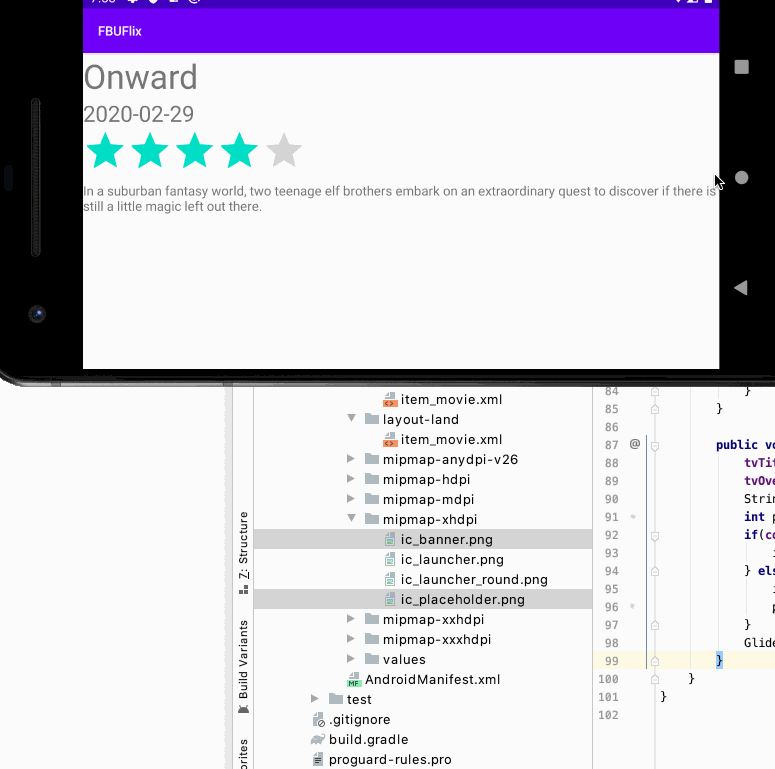 FBUFlix
Onward
2020-02-29
In a suburban fantasy world, two teenage elf brothers embark on an extraordinary quest to discover if there is
still a little magic left out there.
item_movie.xml
layout-land
item_movie.xml
mipmap-anydpi-v26
mipmap-hdpi
mipmap-mdpi
mipmap-xhdpi
ic_banner.png
ic_launcher.png
ic_launcher_round.png
ic_placeholder.png
mipmap-xxhdpi
mipmap-xxxhdpi
values
MF AndroidManifest.xml
test
.gitignore
build.gradle
proguard-rules.pro
Z: Structure
Build Variants
84 }
85 }
86
87 @ public vo
88 tvTit
89 tvOve
90 Strin
91 int p
92 if(co
93 i
94 } els
95 i
96 p
97 }
98 Glide
99 }
100 }
101 }
102